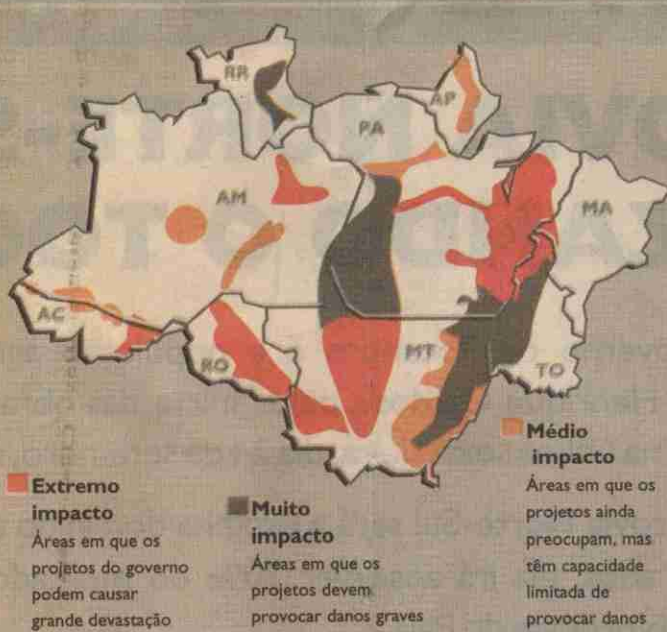 RR
AP
PA
AM
MA
AC
RO
MT
TO
Extremo
impacto
Áreas em que os
projetos do governo
podem causar
grande devastação
Muito
impacto
Áreas em que os
projetos devem
provocar danos graves
Médio
impacto
Áreas em que os
projetos ainda
preocupam, mas
têm capacidade
limitada de
provocar danos